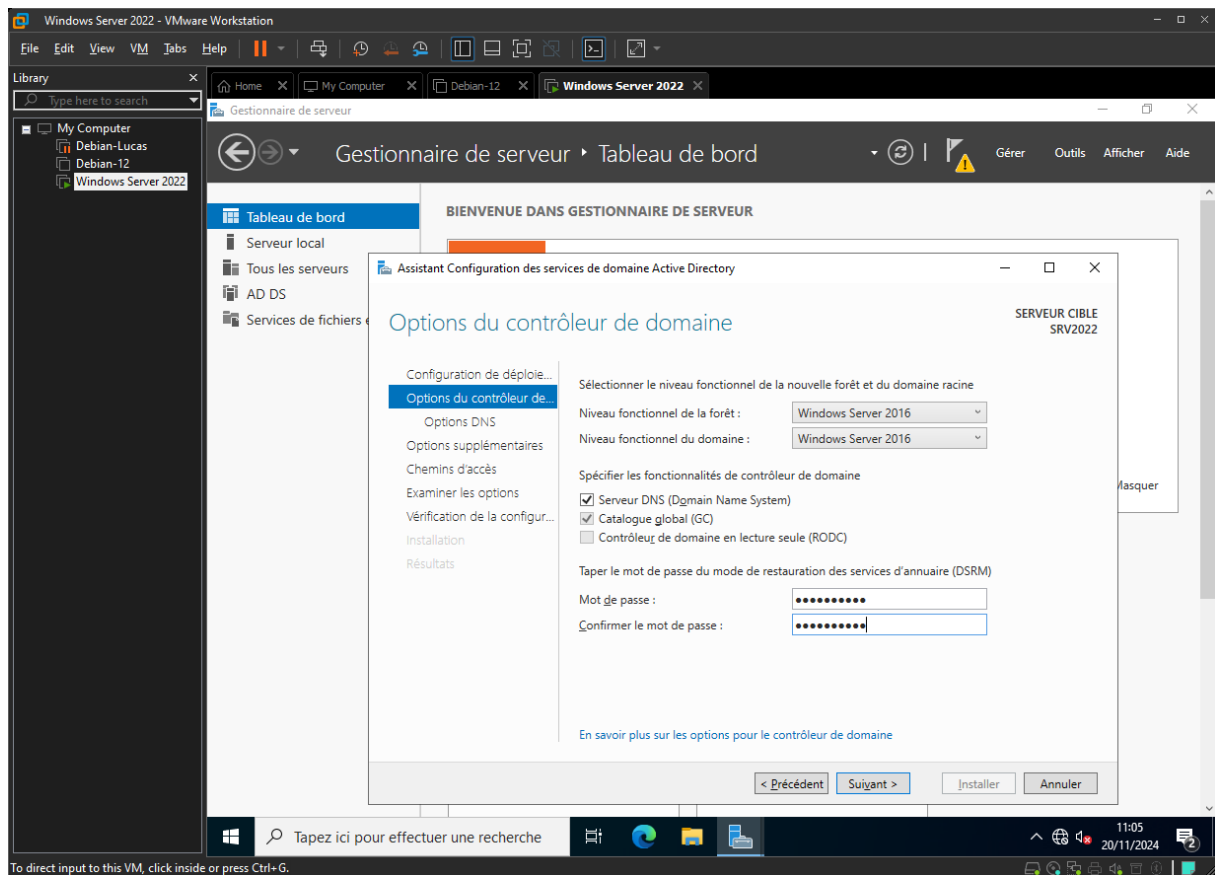 Windows Server 2022 - VMware Workstation
File Edit View VM Tabs Help
Library
Type here to search
Home My Computer Debian-12 Windows Server 2022
My Computer
Debian-Lucas
Debian-12
Windows Server 2022
Gestionnaire de serveur
Gestionnaire de serveur Tableau de bord
Gérer Outils Afficher Aide
Tableau de bord
Serveur local
Tous les serveurs
AD DS
Services de fichiers e
BIENVENUE DANS GESTIONNAIRE DE SERVEUR
Masquer
Assistant Configuration des services de domaine Active Directory
Options du contrôleur de domaine
SERVEUR CIBLE
SRV2022
Configuration de déploie...
Options du contrôleur de...
Options DNS
Options supplémentaires
Chemins d'accès
Examiner les options
Vérification de la configur...
Installation
Résultats
Sélectionner le niveau fonctionnel de la nouvelle forêt et du domaine racine
Niveau fonctionnel de la forêt : Windows Server 2016
Niveau fonctionnel du domaine : Windows Server 2016
Spécifier les fonctionnalités de contrôleur de domaine
Serveur DNS (Domain Name System)
Catalogue global (GC)
Contrôleur de domaine en lecture seule (RODC)
Taper le mot de passe du mode de restauration des services d'annuaire (DSRM)
Mot de passe : ●●●●●●●●●●
Confirmer le mot de passe : ●●●●●●●●●●
En savoir plus sur les options pour le contrôleur de domaine
< Précédent Suivant > Installer Annuler
Tapez ici pour effectuer une recherche
11:05
20/11/2024
2
To direct input to this VM, click inside or press Ctrl+G.